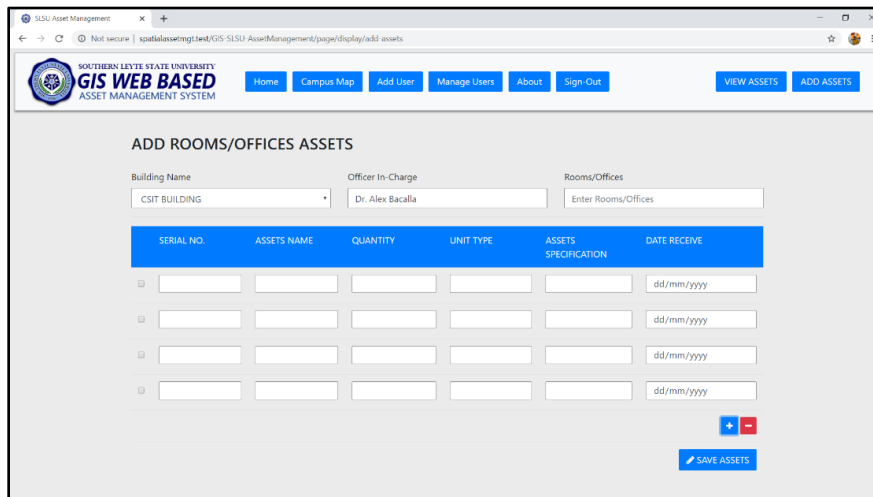 SLSU Asset Management
Not secure | spatialassetmgt.test/GIS-SLSU-AssetManagement/page/display/add-assets
SOUTHERN LEYTE STATE UNIVERSITY
GIS WEB BASED
ASSET MANAGEMENT SYSTEM
Home Campus Map Add User Manage Users About Sign-Out VIEW ASSETS ADD ASSETS
ADD ROOMS/OFFICES ASSETS
Building Name Officer In-Charge Rooms/Offices
CSIT BUILDING Dr. Alex Bacalla Enter Rooms/Offices
SERIAL NO. ASSETS NAME QUANTITY UNIT TYPE ASSETS SPECIFICATION DATE RECEIVE
dd/mm/yyyy
dd/mm/yyyy
dd/mm/yyyy
dd/mm/yyyy
SAVE ASSETS